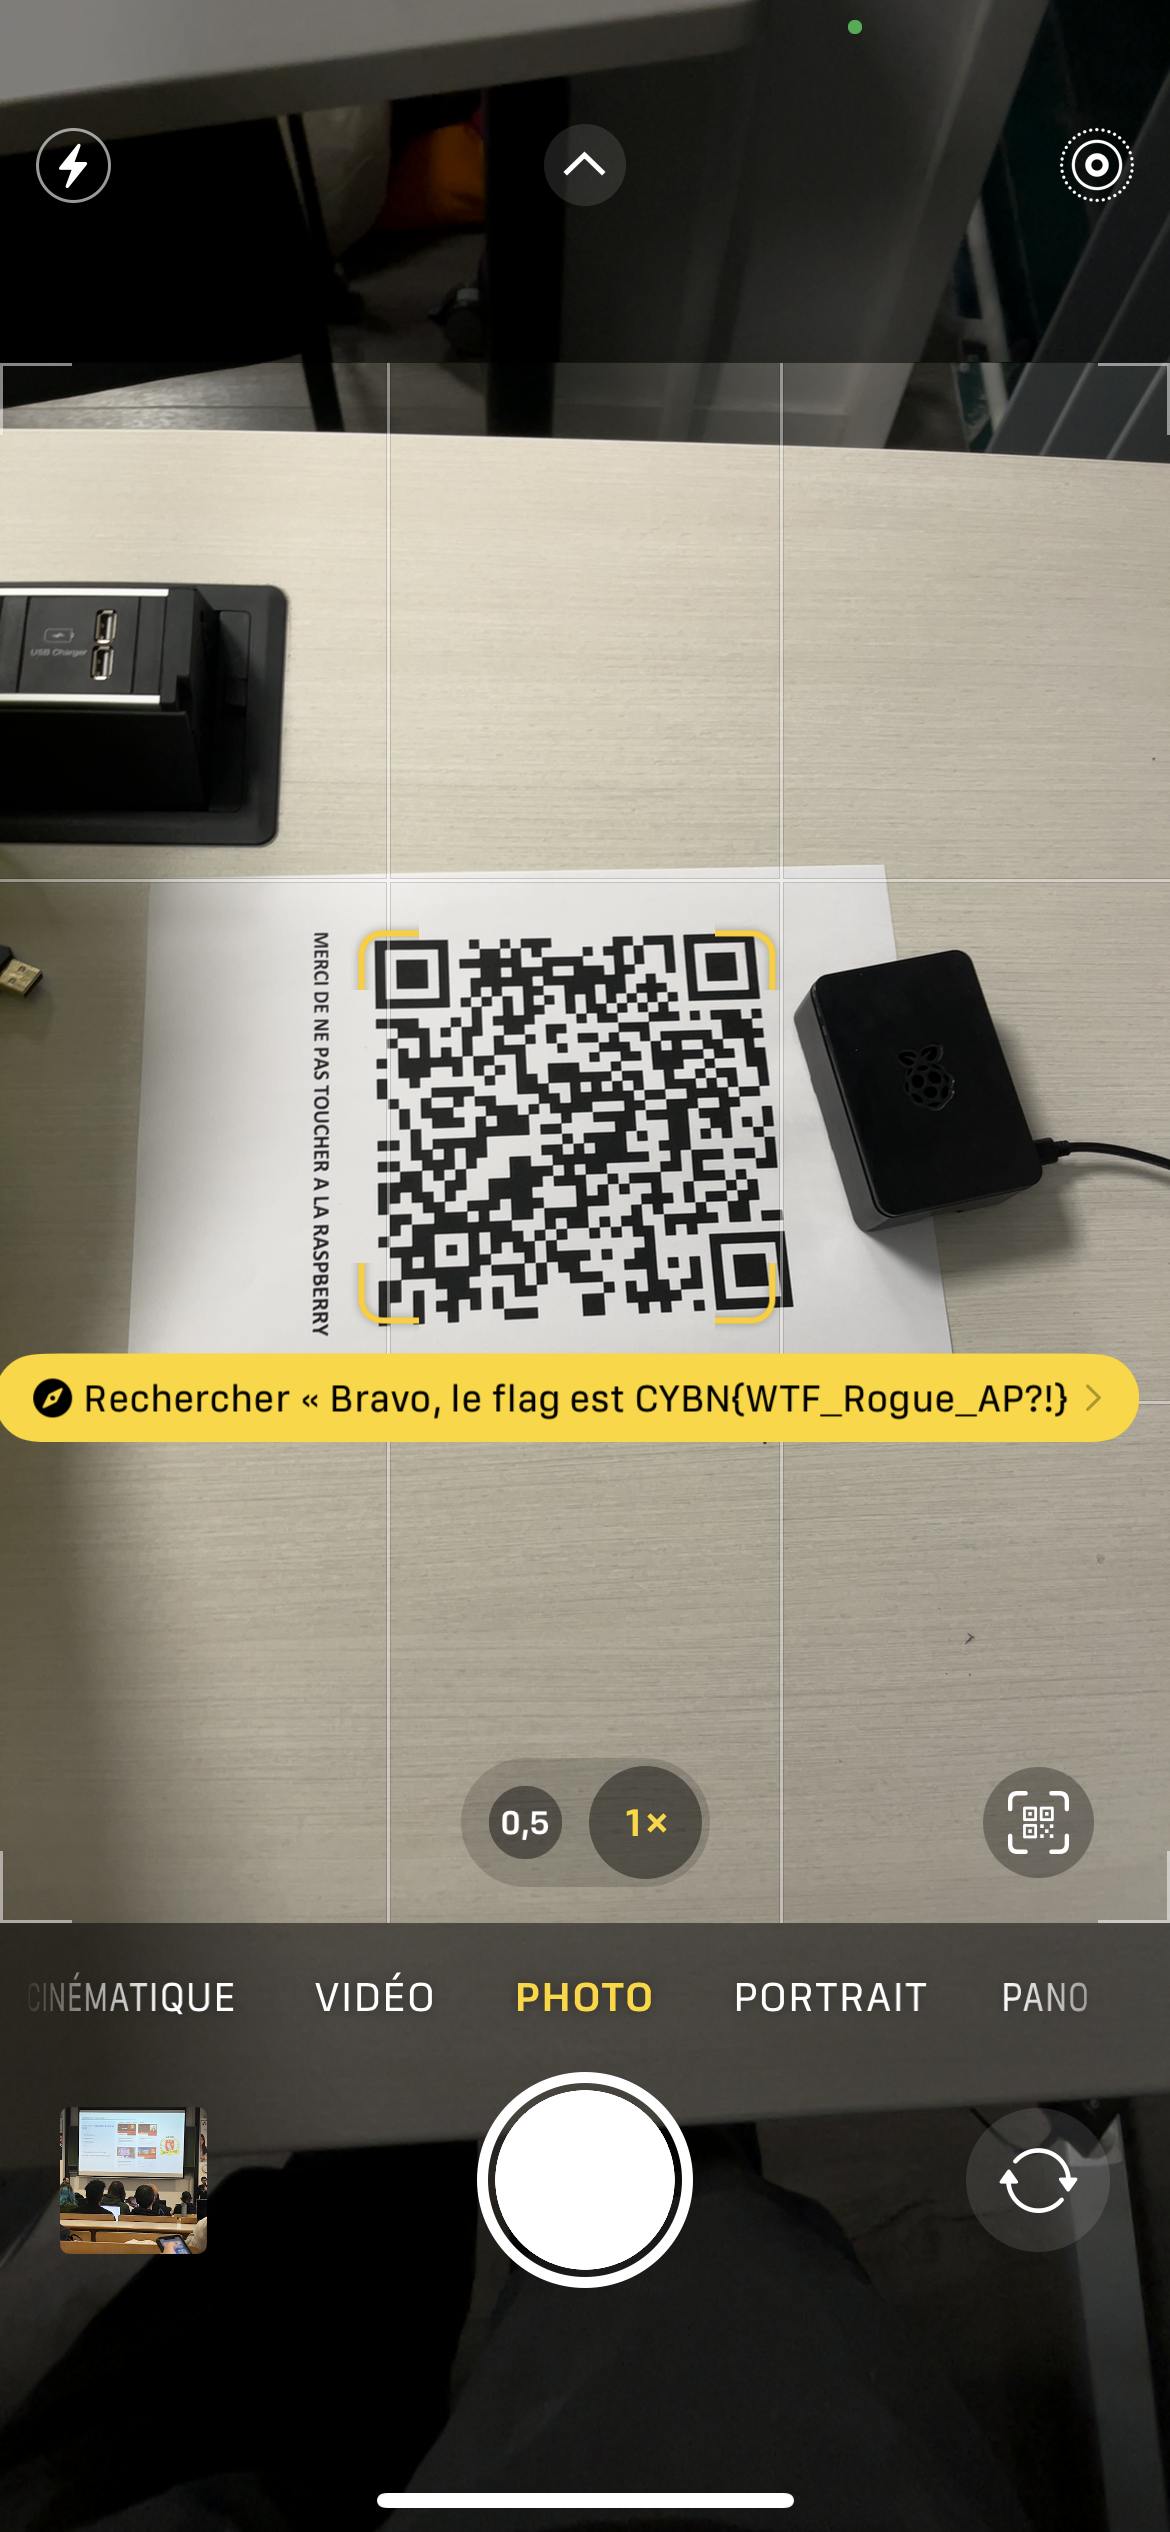 USB Charger
MERCI DE NE PAS TOUCHER A LA RASPBERRY
Rechercher « Bravo, le flag est CYBN{WTF_Rogue_AP?!}
0,5
1×
CINÉMATIQUE
VIDÉO
PHOTO
PORTRAIT
PANO